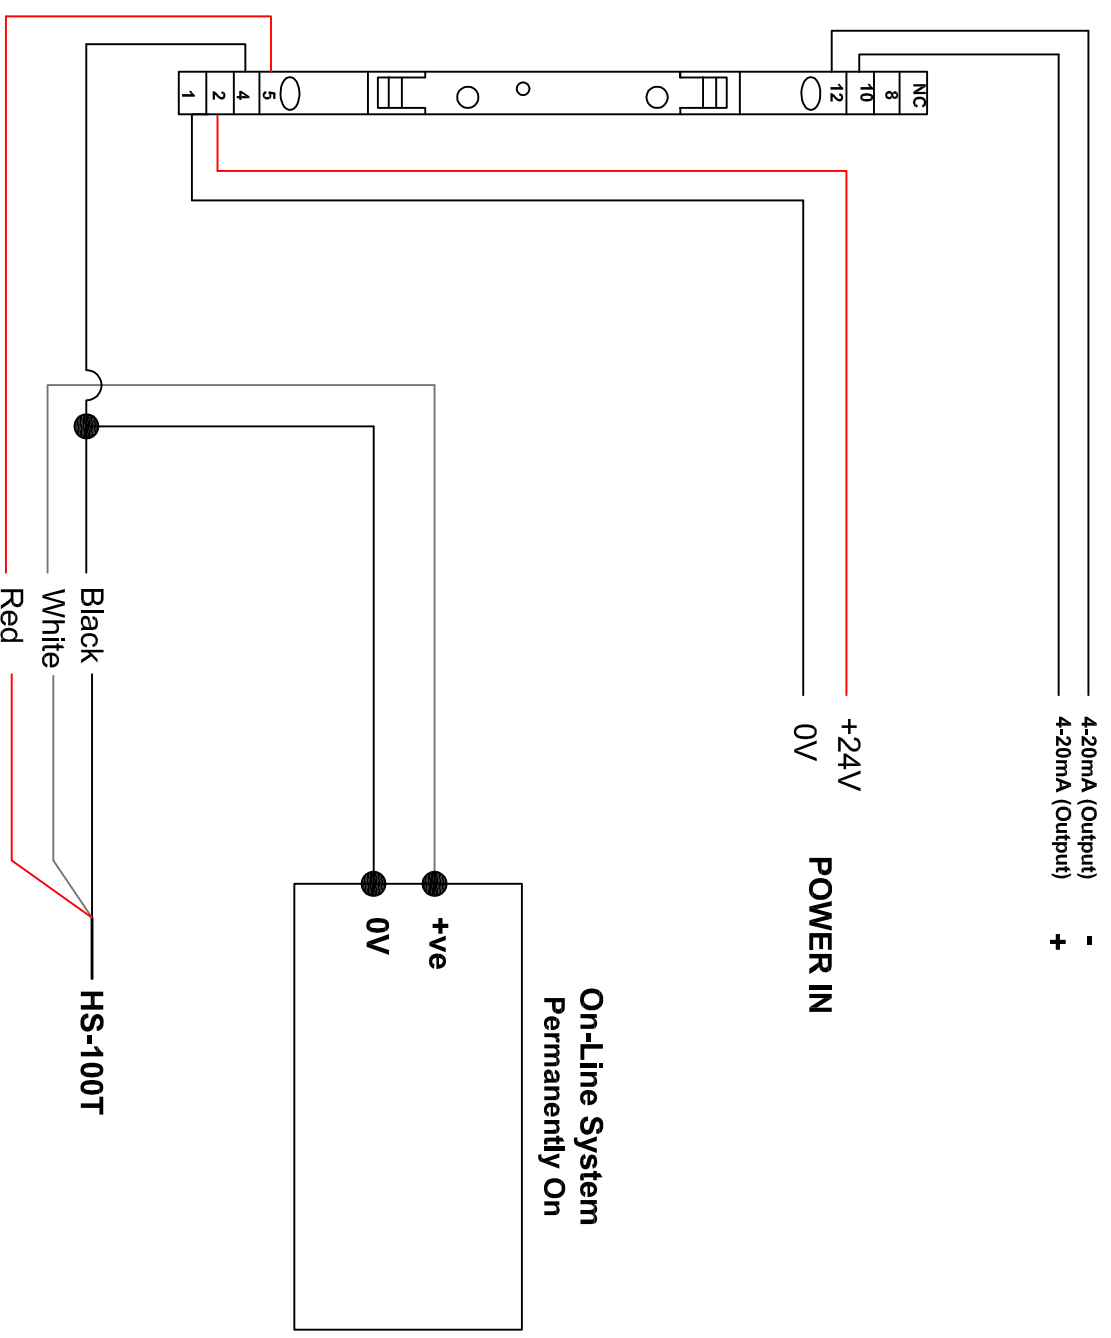 4-20mA (Output) -
4-20mA (Output) +
NC
8
10
12
5
4
2
1
+24V
0V
POWER IN
On-Line System
Permanently On
+ve
0V
Black
White
Red
HS-100T